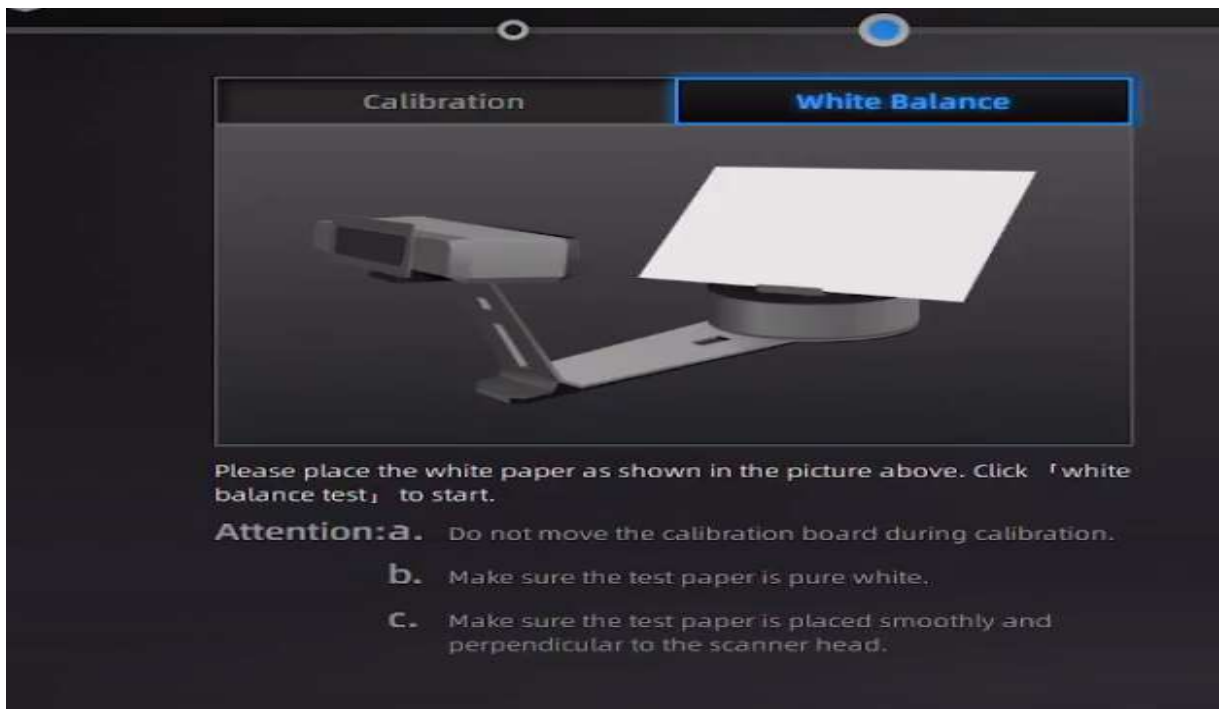 Calibration
White Balance
Please place the white paper as shown in the picture above. Click 「white
balance test」 to start.
Attention:a. Do not move the calibration board during calibration.
b. Make sure the test paper is pure white.
c. Make sure the test paper is placed smoothly and
perpendicular to the scanner head.